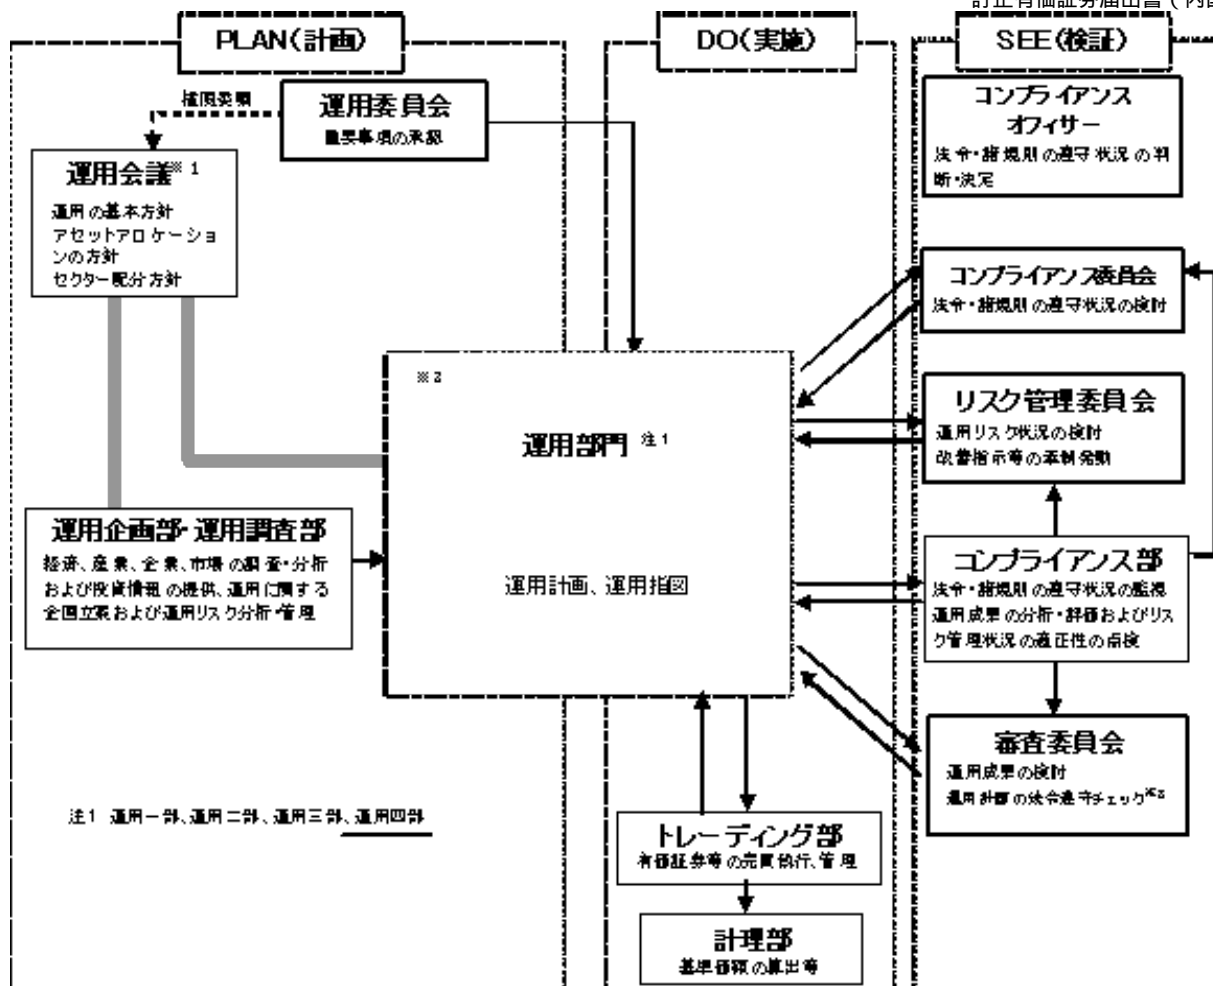 訂正有価証券届出書(内国
PLAN(計画)
DO(実施)
SEE(検証)
権限委譲
運用委員会
重要事項の承認
運用会議※1
運用の基本方針
アセットアロケーショ
ンの方針
セクター配分方針
コンプライアンス
オフィサー
法令・諸規則の遵守状況の判
断・決定
コンプライアンス委員会
法令・諸規則の遵守状況の検討
※2
運用部門 注1
運用計画、運用指図
リスク管理委員会
運用リスク状況の検討
改善指示等の牽制発動
運用企画部・運用調査部
経済、産業、企業、市場の調査・分析
および投資情報の提供、運用に関する
企画立案および運用リスク分析・管理
コンプライアンス部
法令・諸規則の遵守状況の監視
運用成果の分析・評価およびリス
ク管理状況の適正性の点検
審査委員会
運用成果の検討
運用計画の法令遵守チェック※2
注1 運用一部、運用二部、運用三部、運用四部
トレーディング部
有価証券等の売買執行、管理
計理部
基準価額の算出等